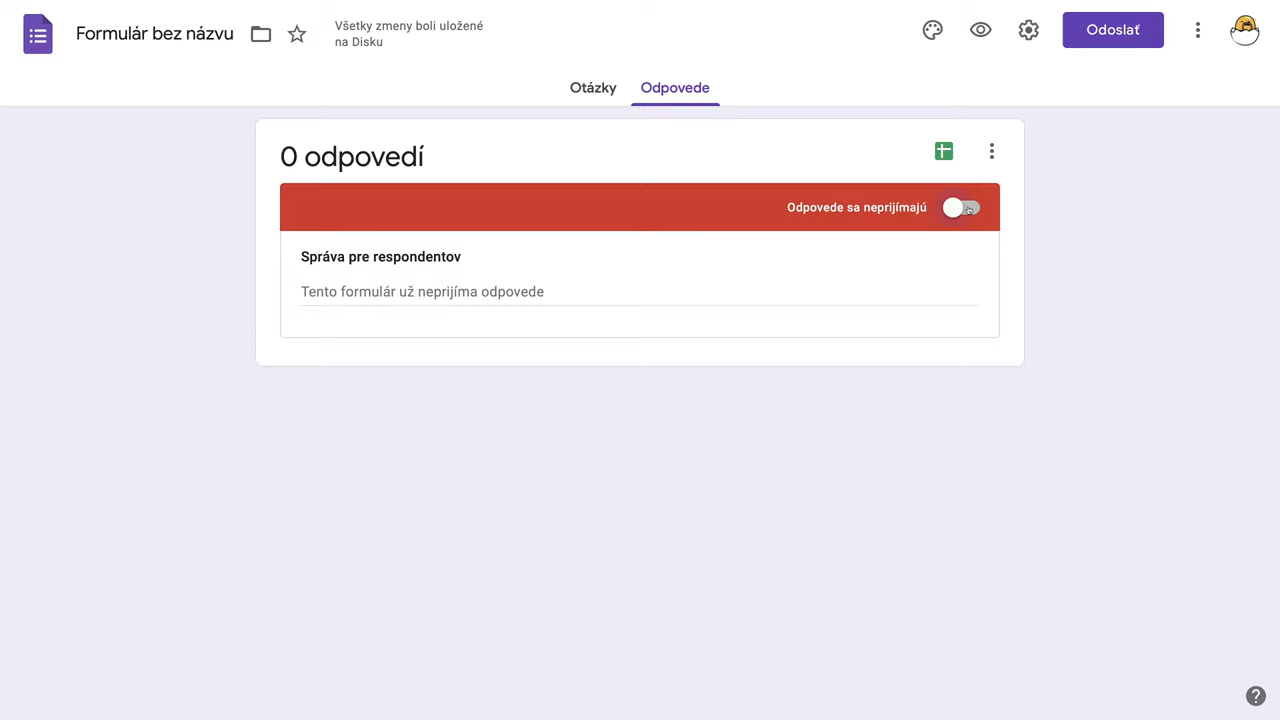 Formulár bez názvu
Všetky zmeny boli uložené
na Disku
Odoslať
Otázky
Odpovede
0 odpovedí
Odpovede sa neprijímajú
Správa pre respondentov
Tento formulár už neprijíma odpovede